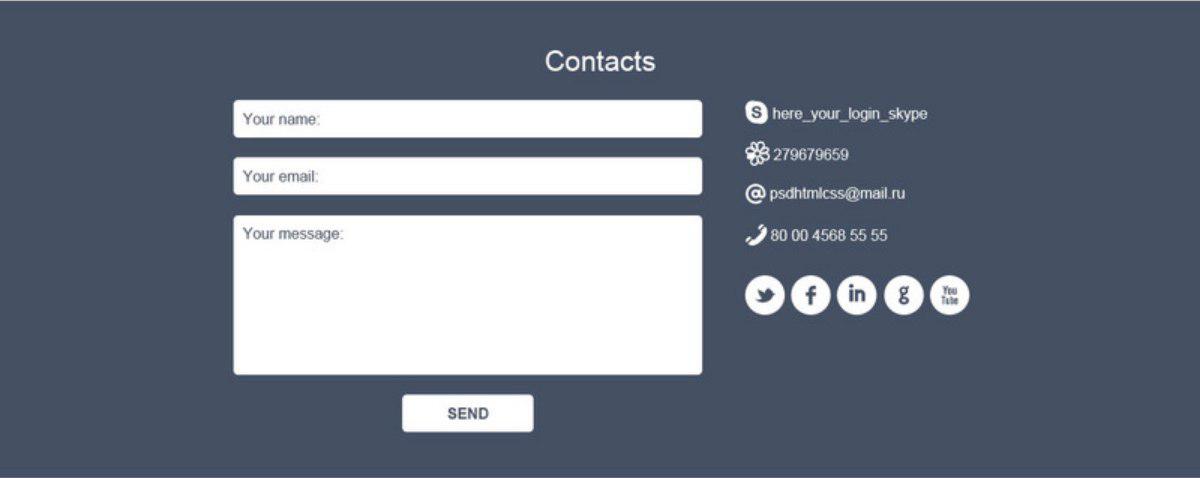 Contacts
Your name:
Your email:
Your message:
SEND
here_your_login_skype
279679659
psdhtmlcss@mail.ru
80 00 4568 55 55
You
Tube